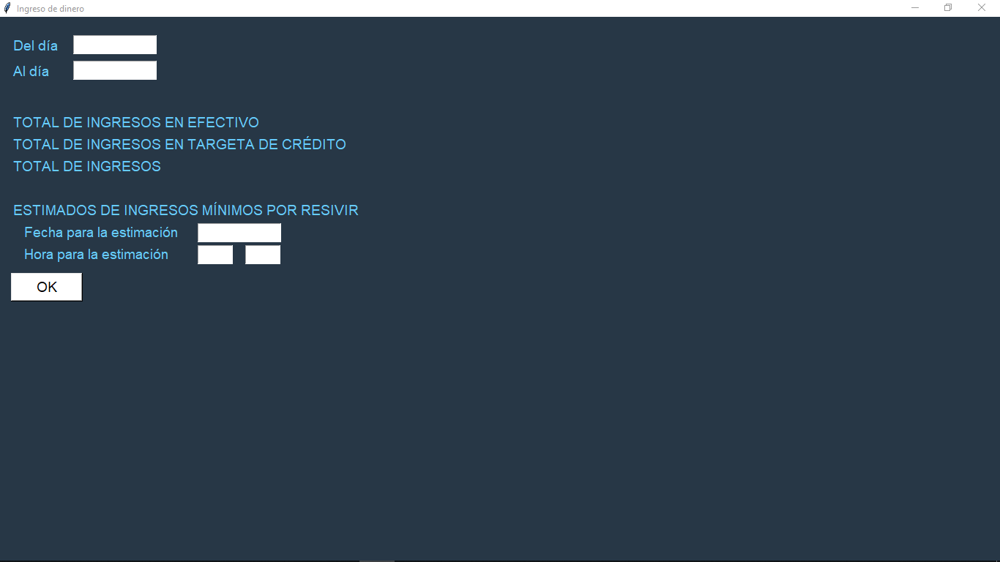 Ingreso de dinero
Del día
Al día
TOTAL DE INGRESOS EN EFECTIVO
TOTAL DE INGRESOS EN TARGETA DE CRÉDITO
TOTAL DE INGRESOS
ESTIMADOS DE INGRESOS MÍNIMOS POR RESIVIR
Fecha para la estimación
Hora para la estimación
OK